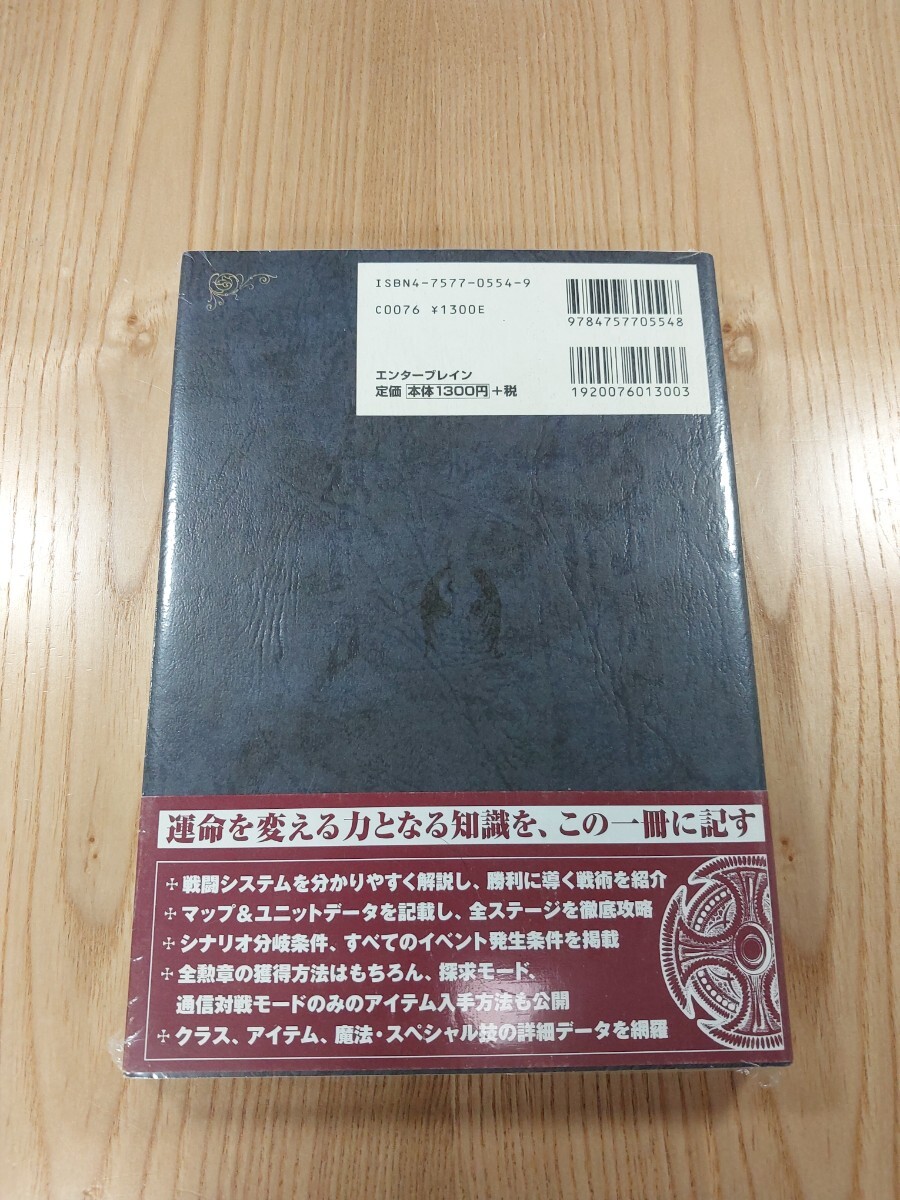 ISBN4-7577-0554-9
C0076 ¥1300E
エンターブレイン
定価 本体1300円+税
9784757705548
1920076013003
運命を変える力となる知識を、この一冊に記す
戦闘システムを分かりやすく解説し、勝利に導く戦術を紹介
マップ&ユニットデータを記載し、全ステージを徹底攻略
シナリオ分岐条件、すべてのイベント発生条件を掲載
全勲章の獲得方法はもちろん、探求モード、
通信対戦モードのみのアイテム入手方法も公開
クラス、アイテム、魔法・スペシャル技の詳細データを網羅